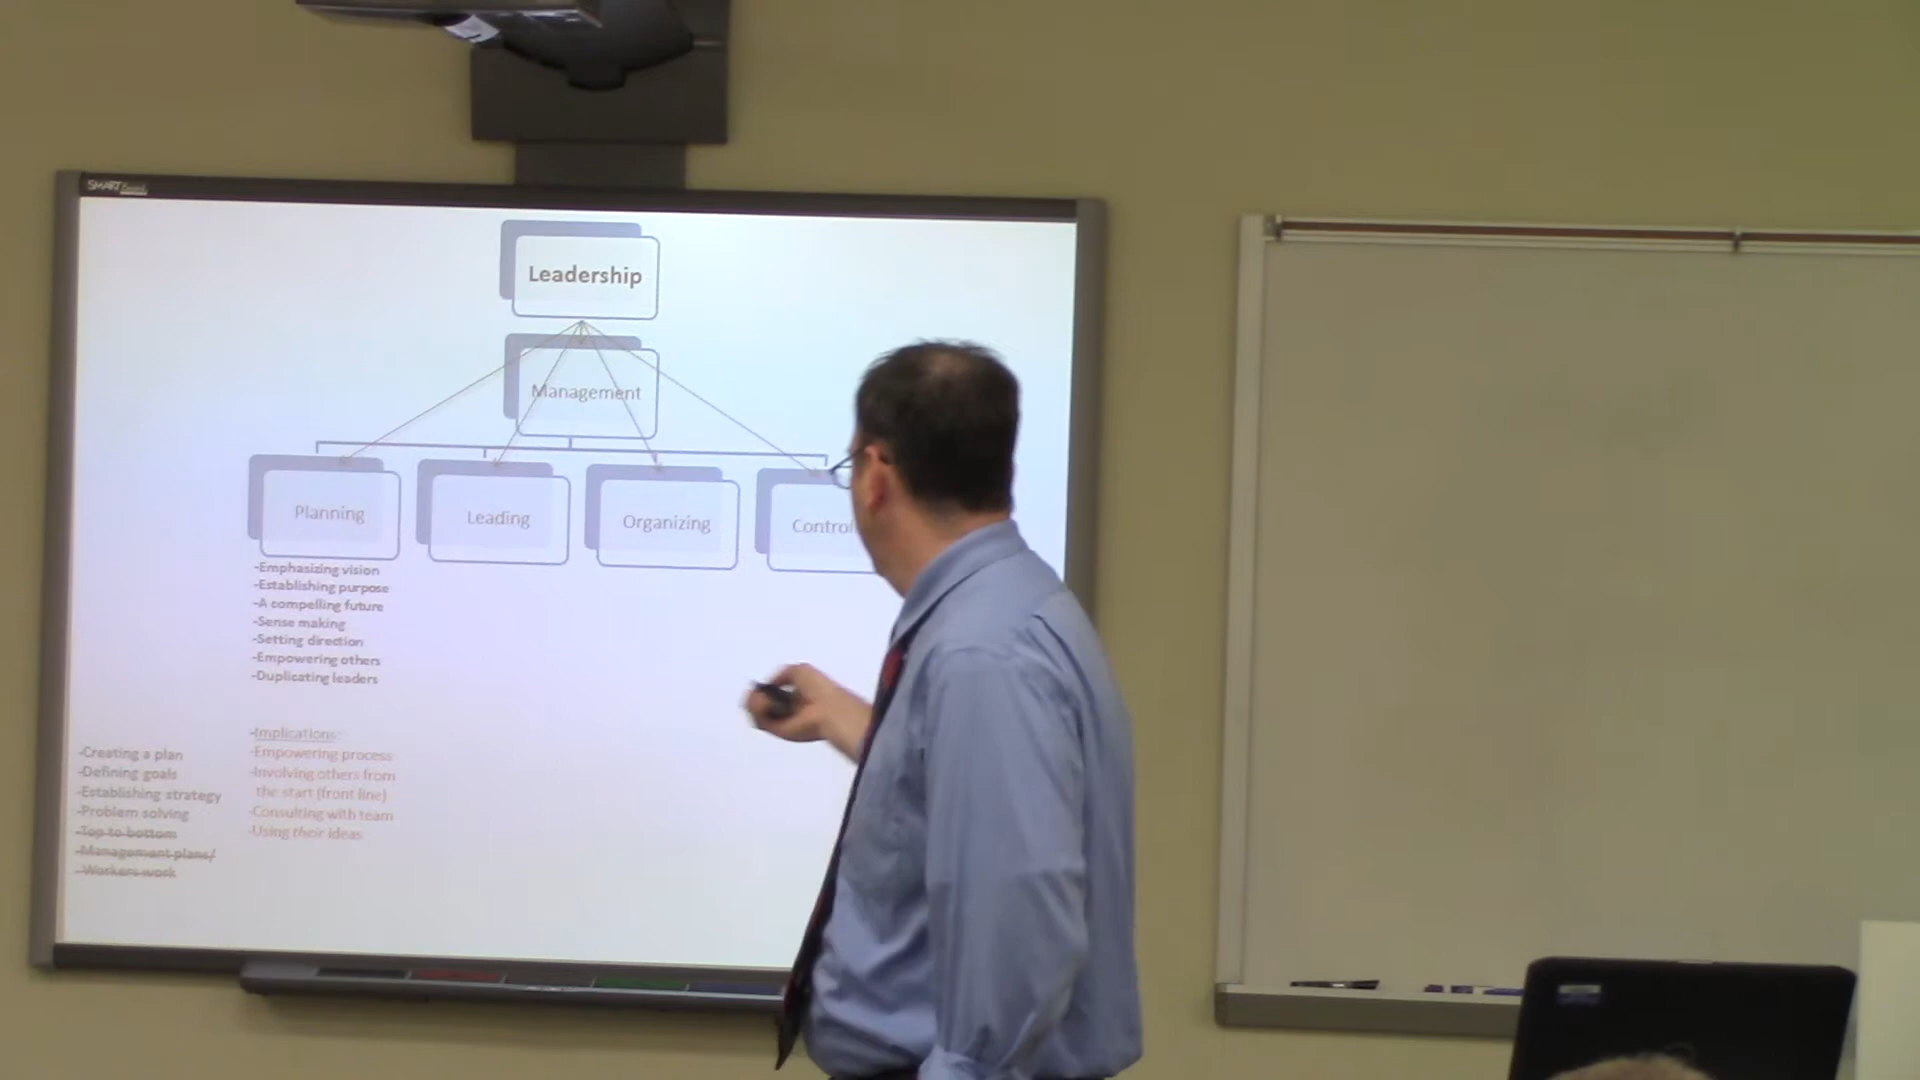 SMART
Leadership
Management
Planning
Leading
Organizing
Control
-Emphasizing vision
-Establishing purpose
-A compelling future
-Sense making
-Setting direction
-Empowering others
-Duplicating leaders
-Implications:
-Empowering process
-Involving others from
the start (front line)
-Consulting with team
-Using their ideas
-Creating a plan
-Defining goals
-Establishing strategy
-Problem solving
-Top to bottom
-Management plans/
-Workers work